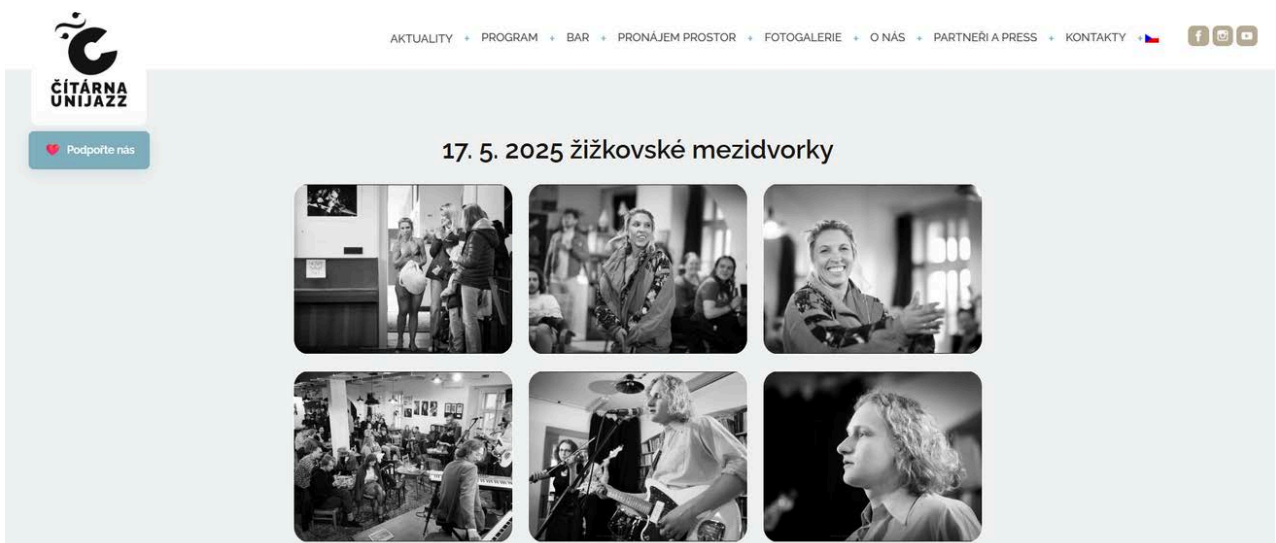 AKTUALITY + PROGRAM + BAR + PRONÁJEM PROSTOR + FOTOGALERIE + O NÁS + PARTNEŘI A PRESS + KONTAKTY +
ČÍTÁRNA
UNIJAZZ
Podpořte nás
17. 5. 2025 žižkovské mezidvorky